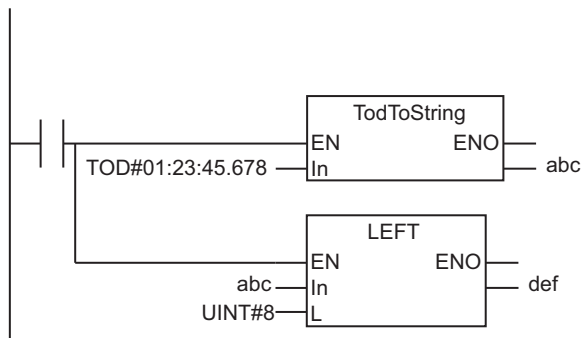 TodToString
EN ENO
TOD#01:23:45.678 In abc
LEFT
EN ENO
abc In def
UINT#8 L